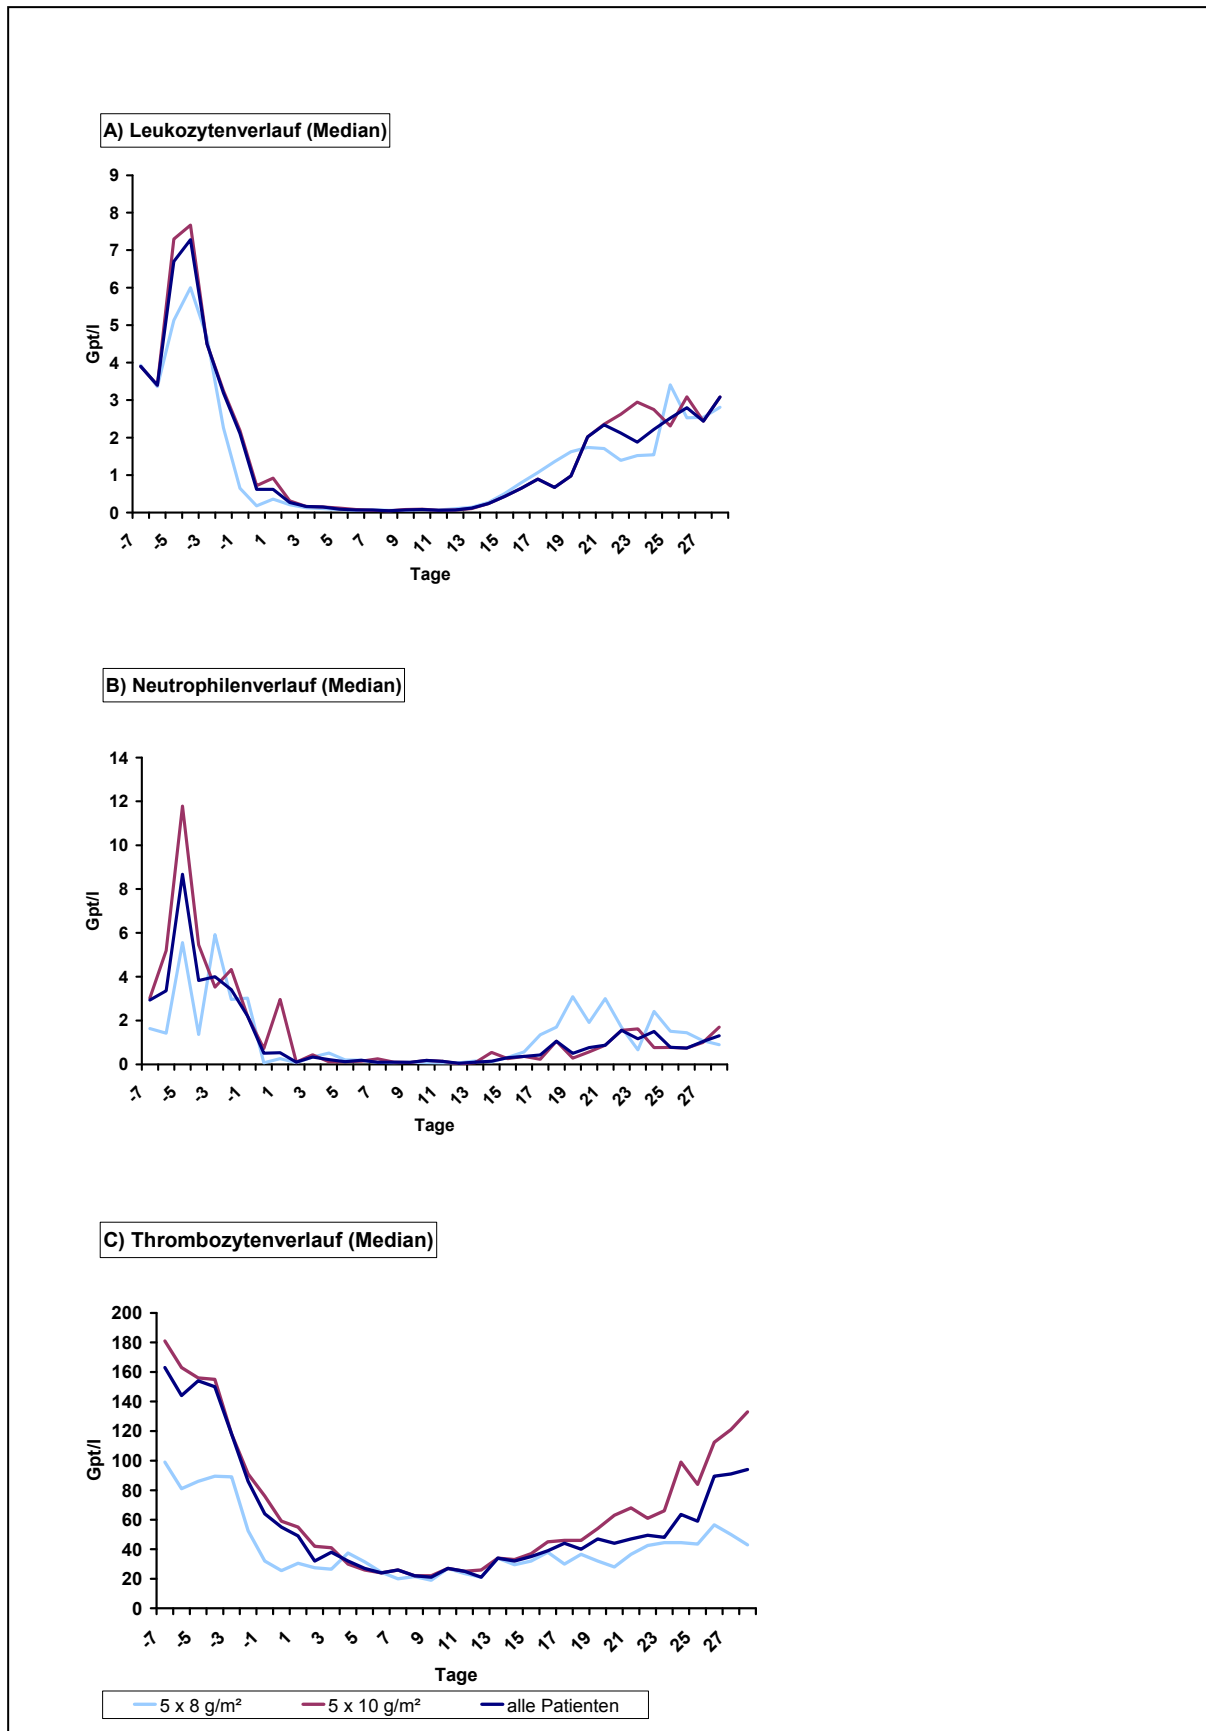 A) Leukozytenverlauf (Median)
9
8
7
6
5
4
3
2
1
0
Gpt/l
-7 -5 -3 -1 1 3 5 7 9 11 13 15 17 19 21 23 25 27
Tage
B) Neutrophilenverlauf (Median)
14
12
10
8
6
4
2
0
Gpt/l
-7 -5 -3 -1 1 3 5 7 9 11 13 15 17 19 21 23 25 27
Tage
C) Thrombozytenverlauf (Median)
200
180
160
140
120
100
80
60
40
20
0
Gpt/l
-7 -5 -3 -1 1 3 5 7 9 11 13 15 17 19 21 23 25 27
Tage
5 x 8 g/m² 5 x 10 g/m² alle Patienten